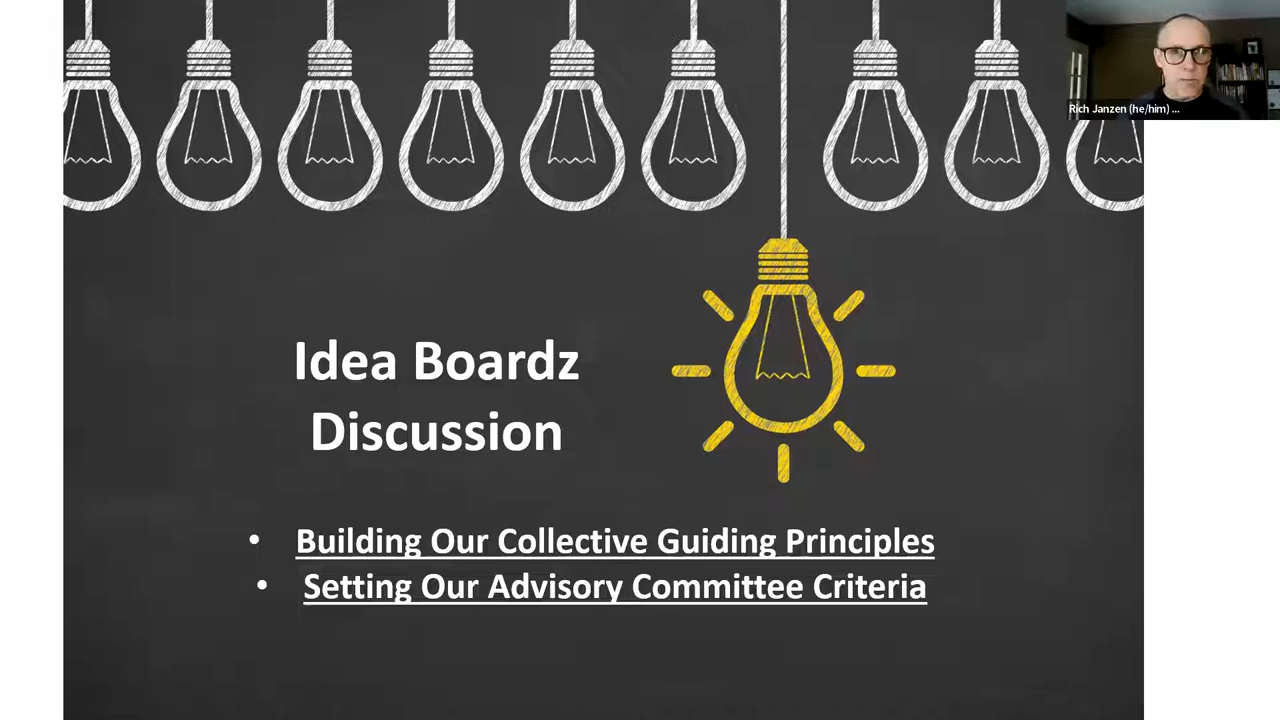 Rich Janzen (he/him) ...
Idea Boardz
Discussion
• Building Our Collective Guiding Principles
• Setting Our Advisory Committee Criteria